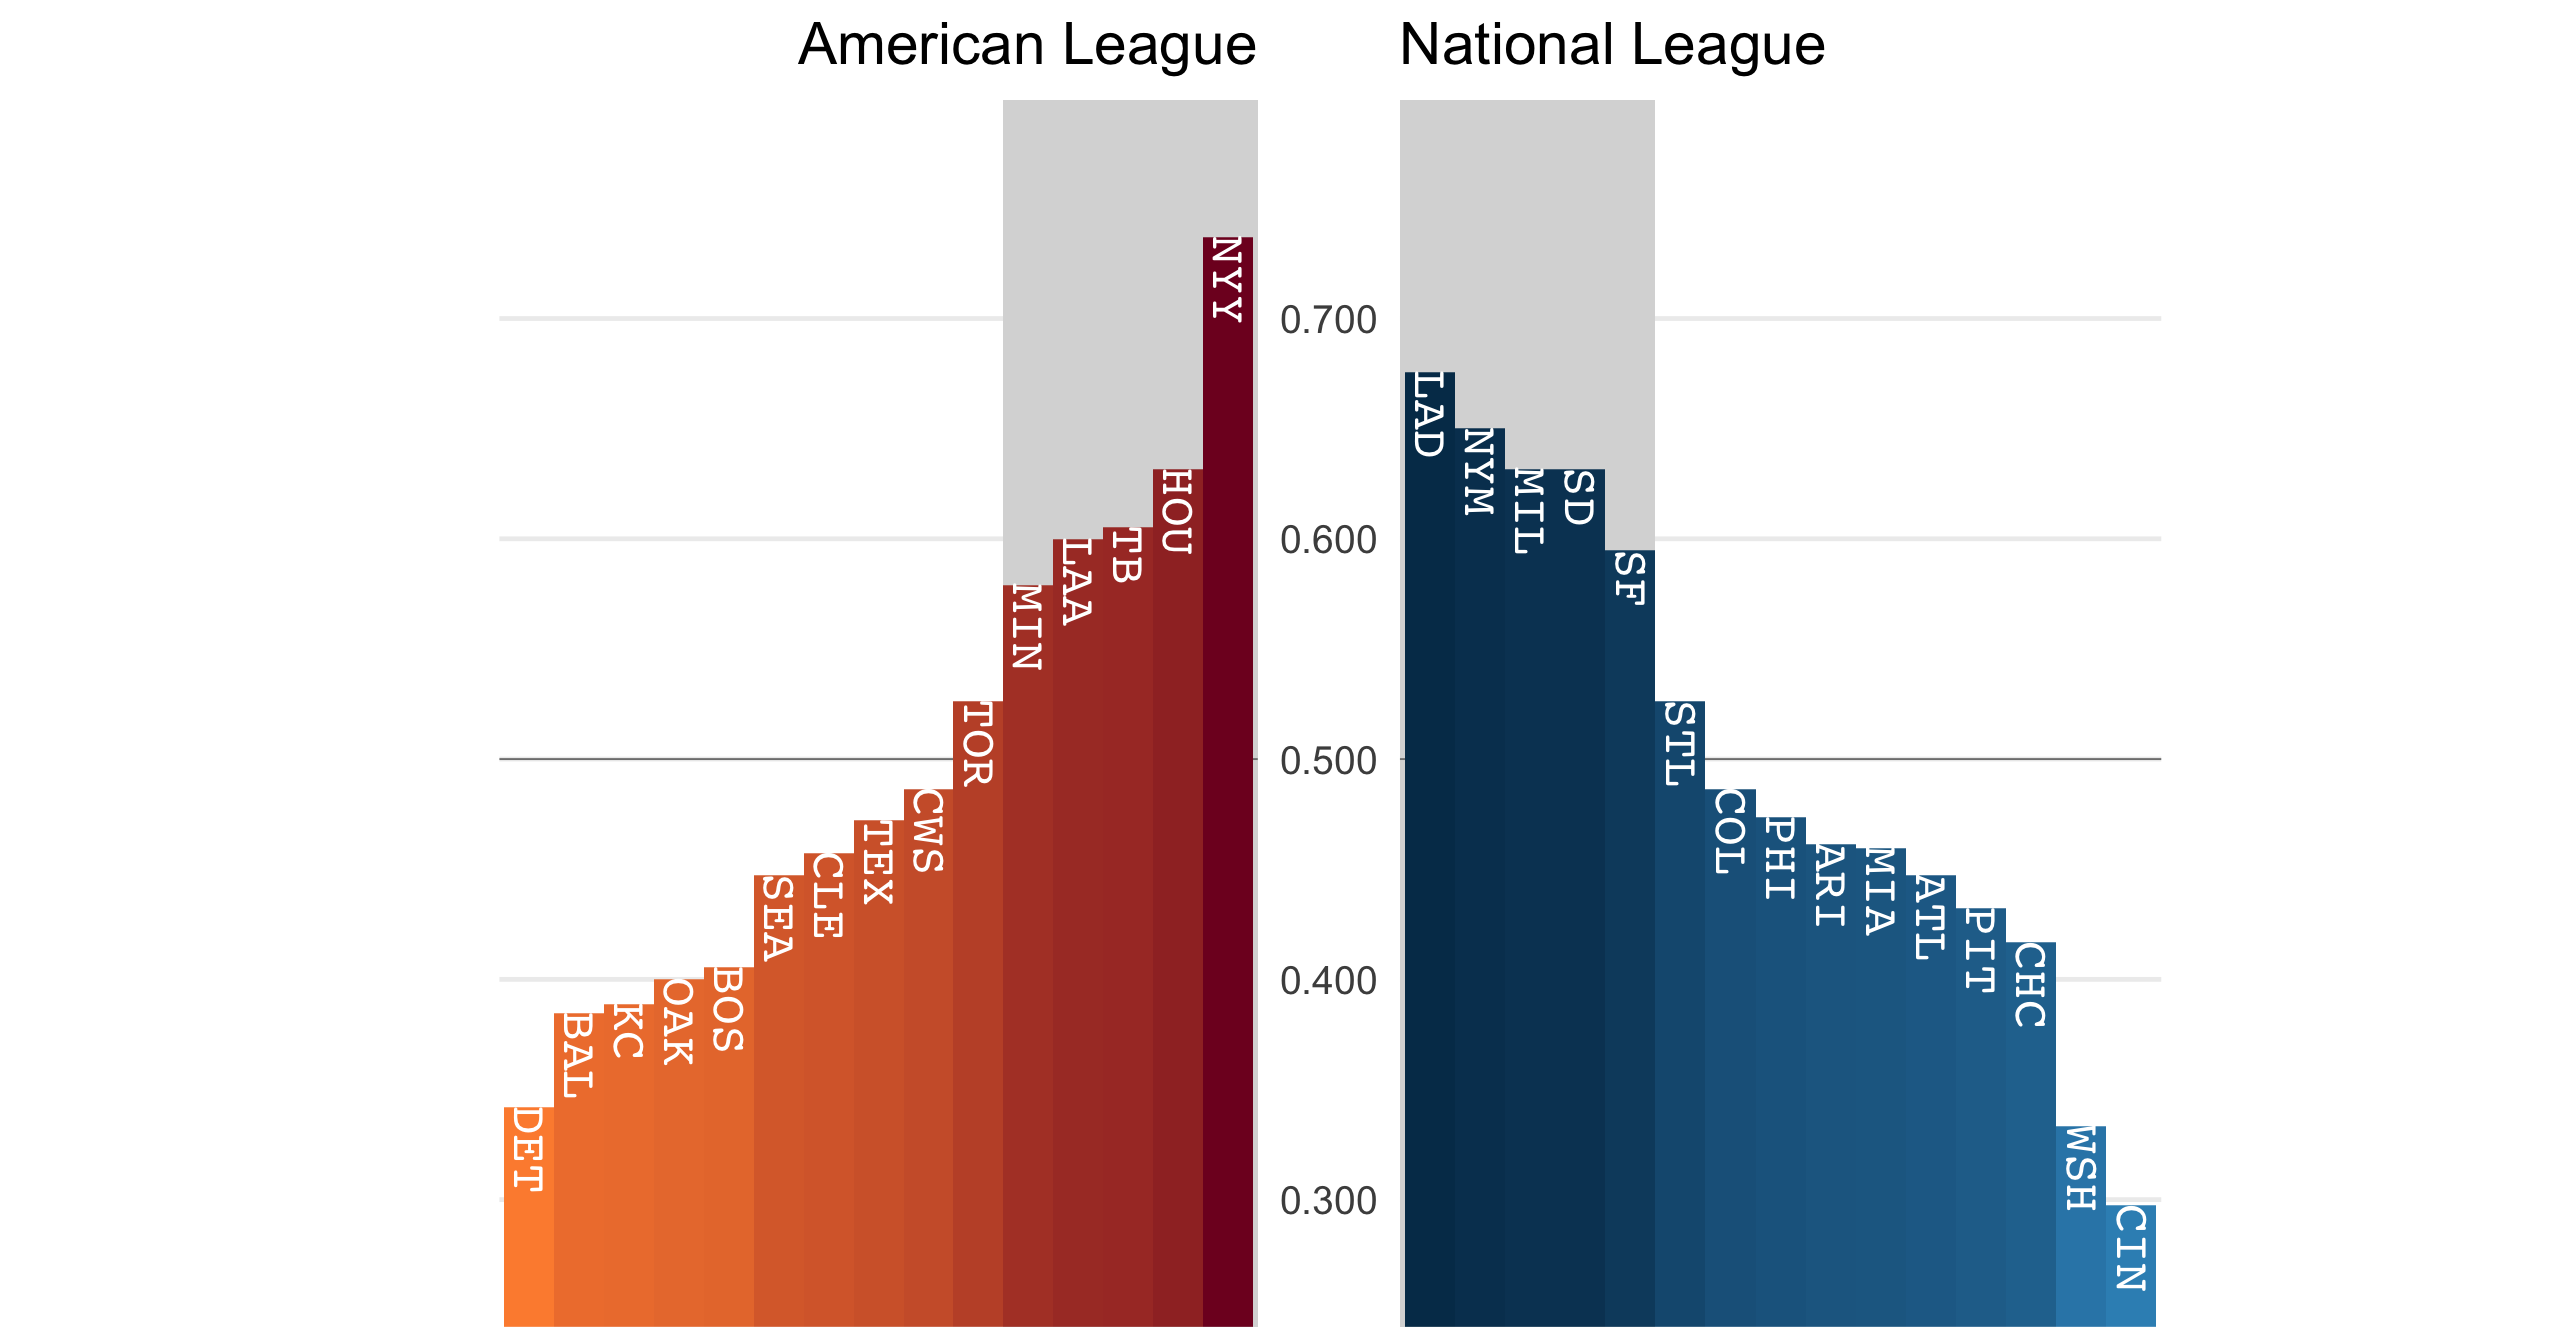 American League
National League
NYY
0.700
LAD
NYM
HOU
MIL
SD
TB
LAA
0.600
SF
MIN
TOR
STL
0.500
CWS
COL
TEX
PHI
CLE
ARI
MIA
SEA
ATL
BOS
PIT
OAK
0.400
CHC
KC
BAL
DET
WSH
0.300
CIN